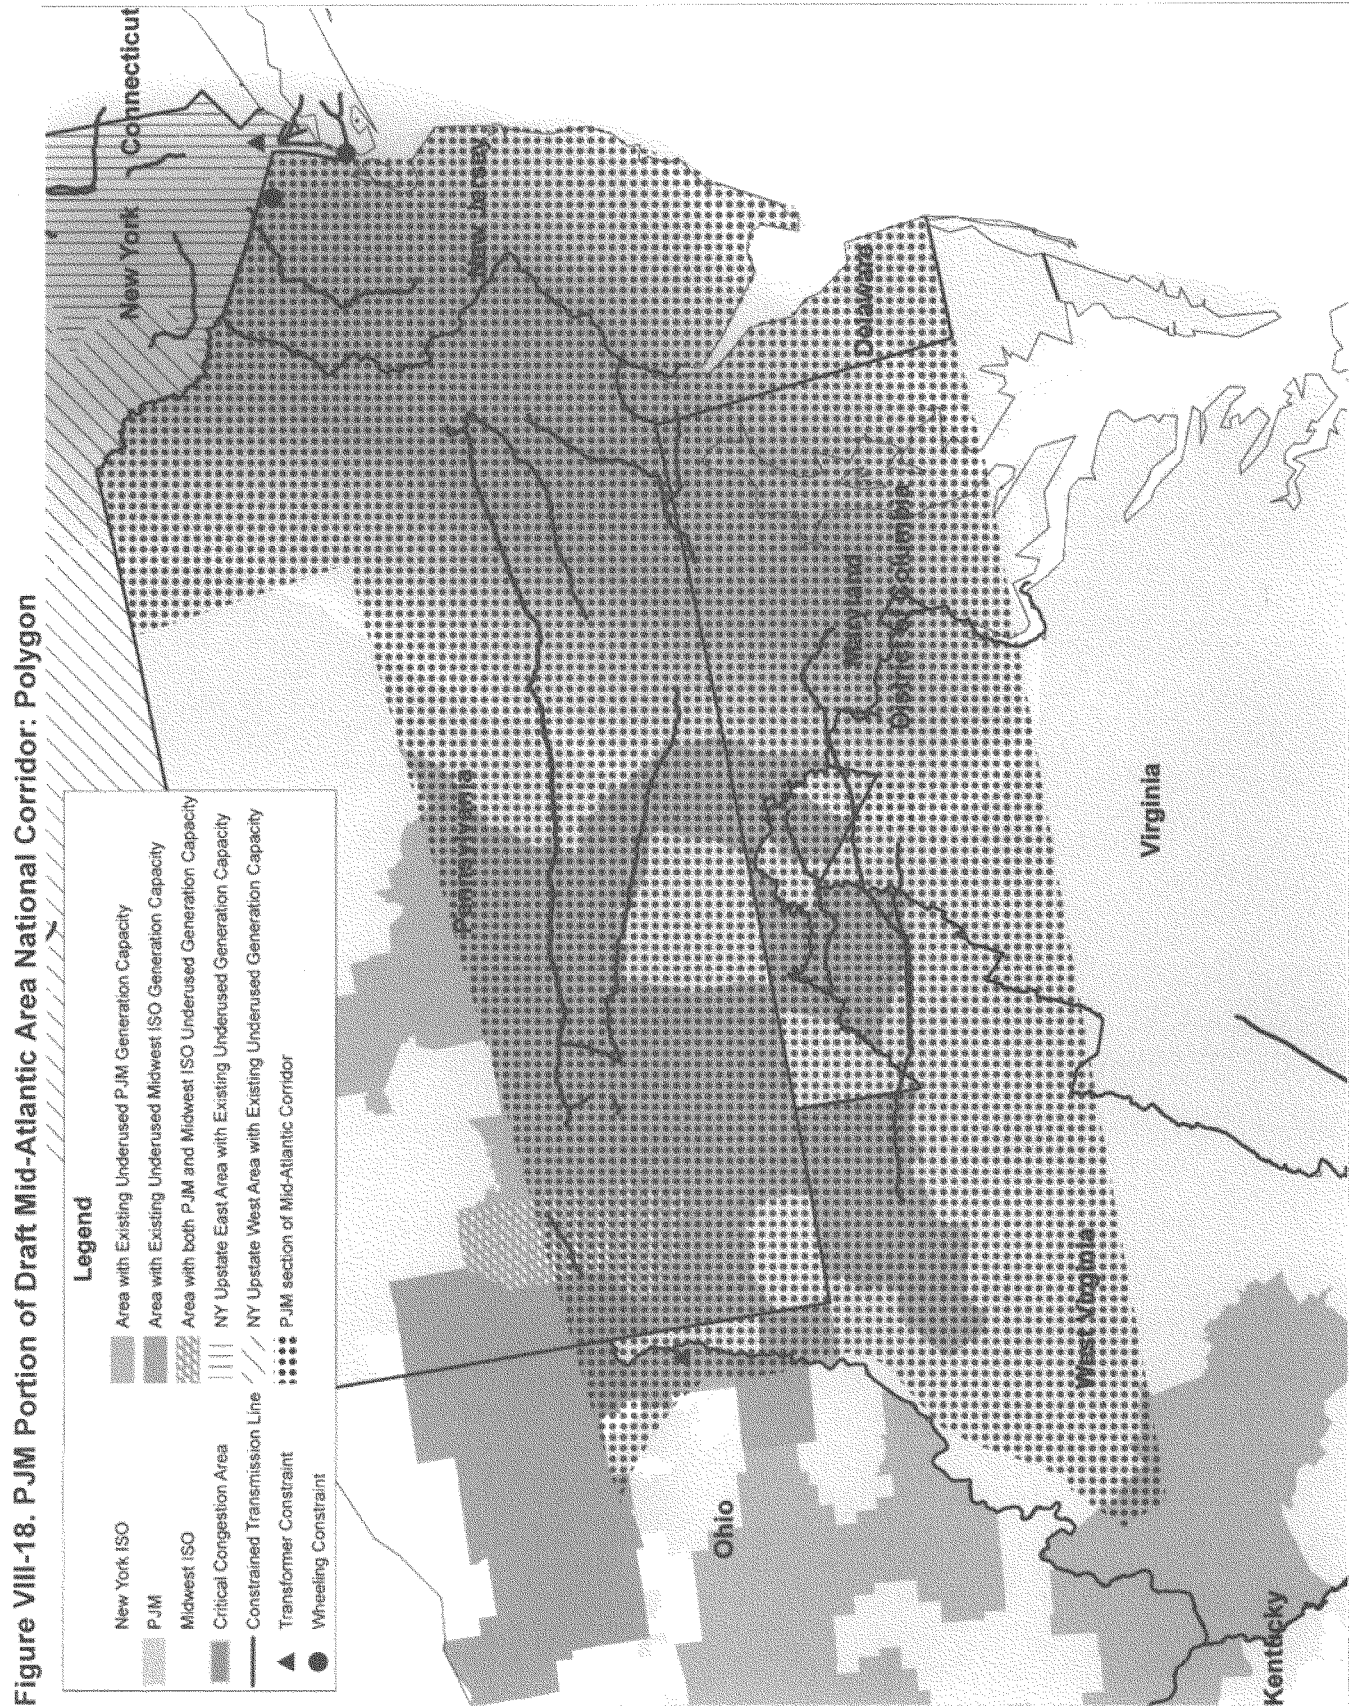 Figure VIII-18. PJM Portion of Draft Mid-Atlantic Area National Corridor: Polygon
Legend
New York ISO
PJM
Midwest ISO
Critical Congestion Area
Constrained Transmission Line
Transformer Constraint
Wheeling Constraint
Area with Existing Underused PJM Generation Capacity
Area with Existing Underused Midwest ISO Generation Capacity
Area with both PJM and Midwest ISO Underused Generation Capacity
NY Upstate East Area with Existing Underused Generation Capacity
NY Upstate West Area with Existing Underused Generation Capacity
PJM section of Mid-Atlantic Corridor
New York
Connecticut
Pennsylvania
New Jersey
Ohio
Maryland
Delaware
District of Columbia
West Virginia
Virginia
Kentucky